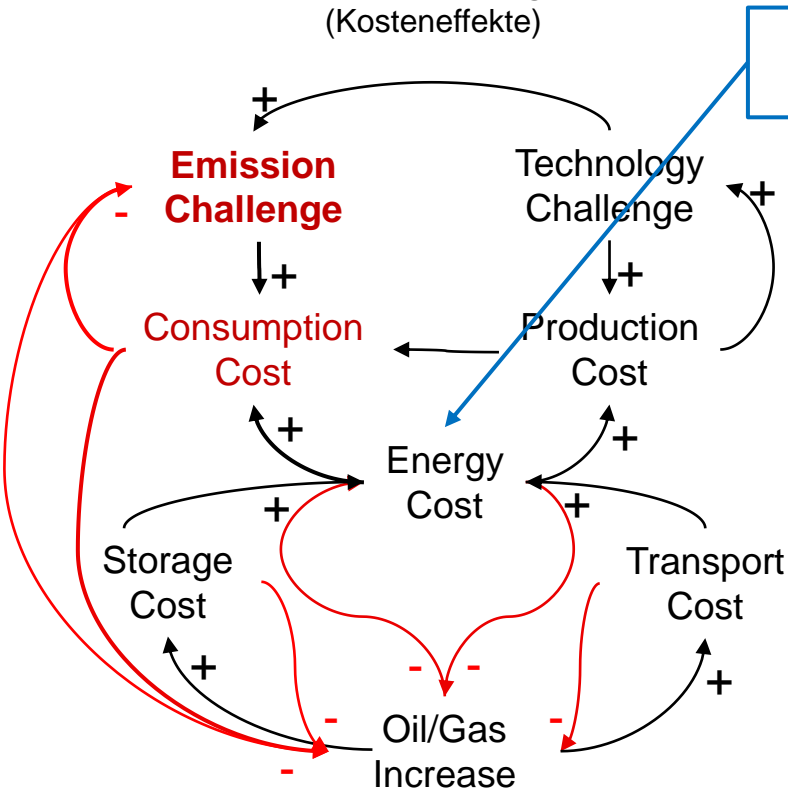 (Kosteneffekte)
+
Emission
Challenge
Technology
Challenge
+
-
+
+
Consumption
Cost
Production
Cost
+
+
Energy
Cost
+
+
Storage
Cost
Transport
Cost
+
-
-
+
-
-
Oil/Gas
Increase
-